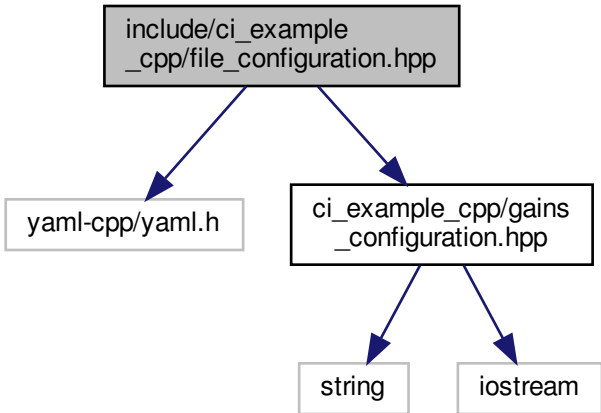 include/ci_example
_cpp/file_configuration.hpp
yaml-cpp/yaml.h
ci_example_cpp/gains
_configuration.hpp
string
iostream